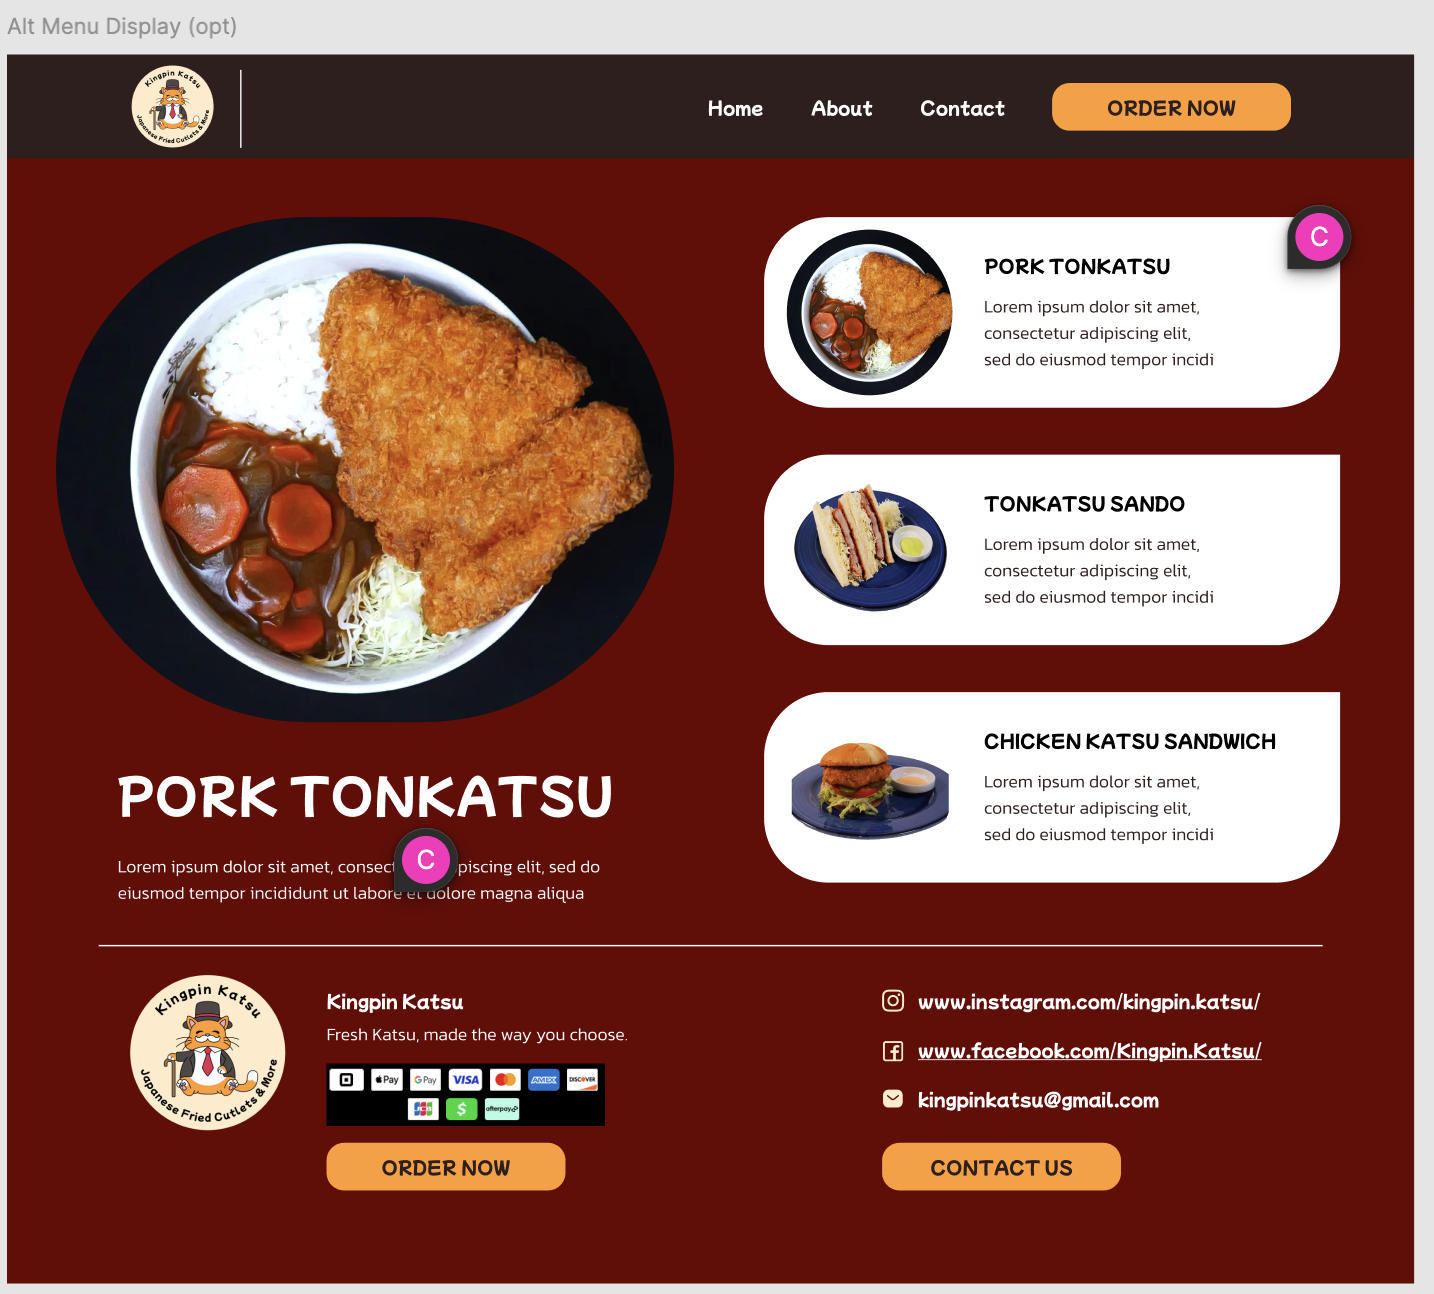 Alt Menu Display (opt)
Kingpin Katsu
Japanese Fried Cutlets & More
Home
About
Contact
ORDER NOW
C
PORK TONKATSU
Lorem ipsum dolor sit amet,
consectetur adipiscing elit,
sed do eiusmod tempor incidi
TONKATSU SANDO
Lorem ipsum dolor sit amet,
consectetur adipiscing elit,
sed do eiusmod tempor incidi
CHICKEN KATSU SANDWICH
Lorem ipsum dolor sit amet,
consectetur adipiscing elit,
sed do eiusmod tempor incidi
PORK TONKATSU
C
Lorem ipsum dolor sit amet, consect piscing elit, sed do
eiusmod tempor incididunt ut labore et dolore magna aliqua
Kingpin Katsu
Japanese Fried Cutlets & More
Kingpin Katsu
Fresh Katsu, made the way you choose.
Pay
G Pay
VISA
AMEX
DISCOVER
JCB
$
afterpay
ORDER NOW
www.instagram.com/kingpin.katsu/
www.facebook.com/Kingpin.Katsu/
kingpinkatsu@gmail.com
CONTACT US